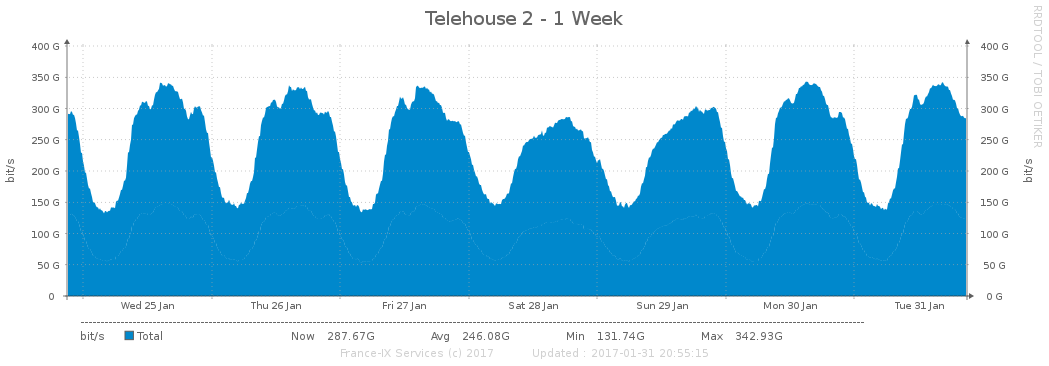 Telehouse 2 - 1 Week
RRDTOOL / TOBI OETIKER
400 G 400 G
350 G 350 G
300 G 300 G
250 G 250 G
200 G 200 G
150 G 150 G
100 G 100 G
50 G 50 G
0 0 G
bit/s
bit/s
Wed 25 Jan Thu 26 Jan Fri 27 Jan Sat 28 Jan Sun 29 Jan Mon 30 Jan Tue 31 Jan
bit/s Total Now 287.67G Avg 246.08G Min 131.74G Max 342.93G
France-IX Services (c) 2017 Updated : 2017-01-31 20:55:15